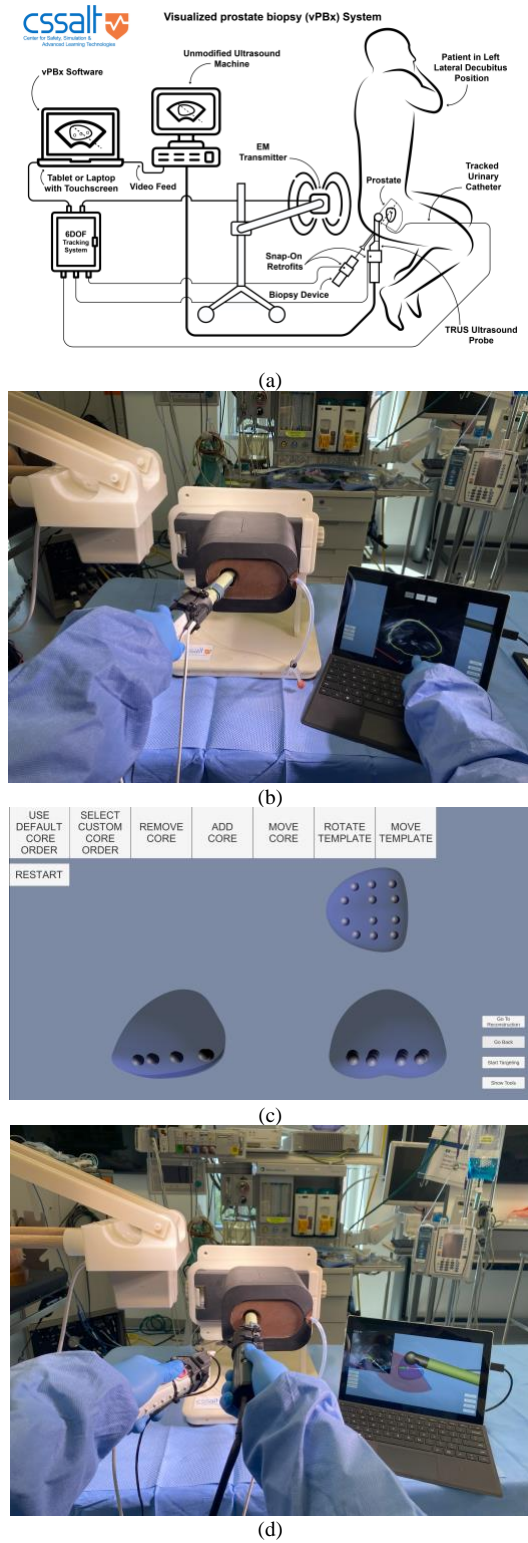 cssalt
Center for Safety, Simulation &
Advanced Learning Technologies
Visualized prostate biopsy (vPBx) System
vPBx Software
Unmodified Ultrasound
Machine
Patient in Left
Lateral Decubitus
Position
EM
Transmitter
Tablet or Laptop
with Touchscreen
Video Feed
Prostate
Tracked
Urinary
Catheter
6DOF
Tracking
System
Snap-On
Retrofits
Biopsy Device
TRUS Ultrasound
Probe
(a)
cssalt
(b)
USE
DEFAULT
CORE
ORDER
SELECT
CUSTOM
CORE
ORDER
REMOVE
CORE
ADD
CORE
MOVE
CORE
ROTATE
TEMPLATE
MOVE
TEMPLATE
RESTART
Go To
Reconstruction
Go Back
Start Targeting
Show Tools
(c)
cssalt
(d)